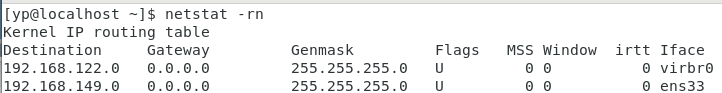 [yp@localhost ~]$ netstat -rn
Kernel IP routing table
Destination     Gateway         Genmask         Flags   MSS Window  irtt Iface
192.168.122.0   0.0.0.0         255.255.255.0   U         0 0          0 virbr0
192.168.149.0   0.0.0.0         255.255.255.0   U         0 0          0 ens33